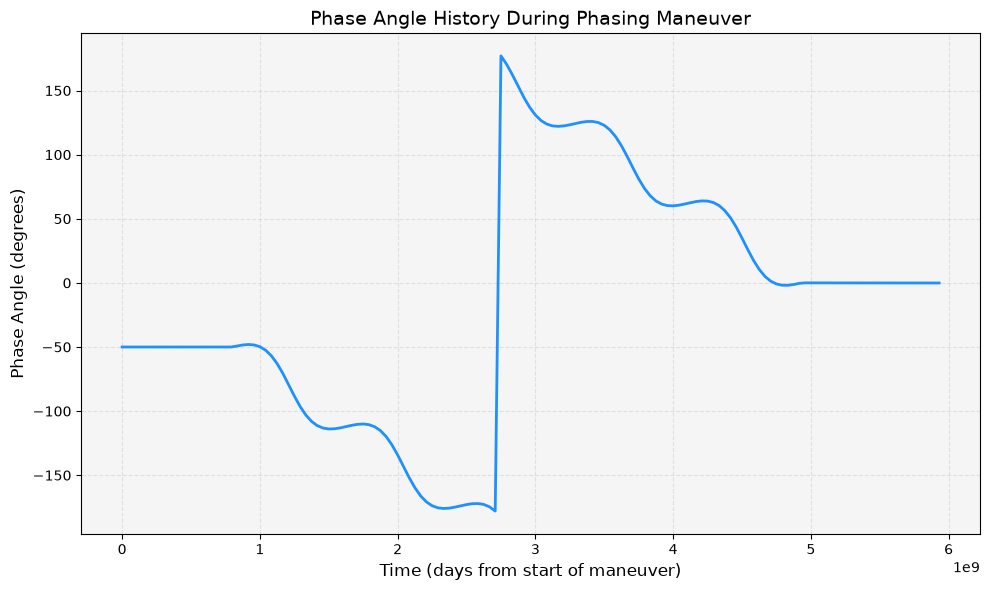 Phase Angle History During Phasing Maneuver
Phase Angle (degrees)
150
100
50
0
−50
−100
−150
0 1 2 3 4 5 6
1e9
Time (days from start of maneuver)